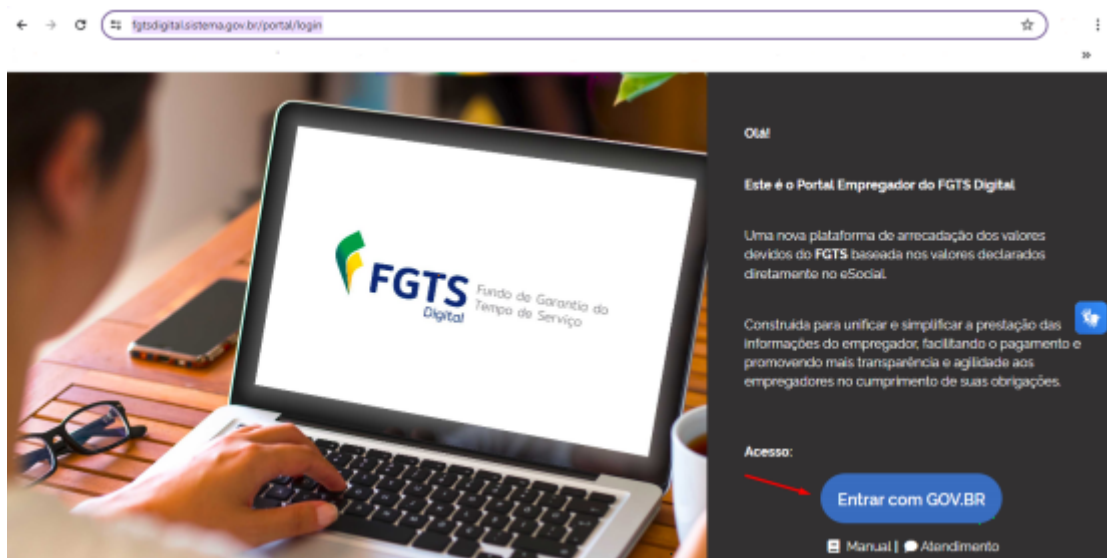 fgtsdigital.sistema.gov.br/portal/login
FGTS
Digital
Fundo de Garantia do
Tempo de Serviço
Olá!
Este é o Portal Empregador do FGTS Digital
Uma nova plataforma de arrecadação dos valores
devidos do FGTS baseada nos valores declarados
diretamente no eSocial.
Construída para unificar e simplificar a prestação das
informações do empregador, facilitando o pagamento e
promovendo mais transparência e agilidade aos
empregadores no cumprimento de suas obrigações.
Acesso:
Entrar com GOV.BR
Manual | Atendimento